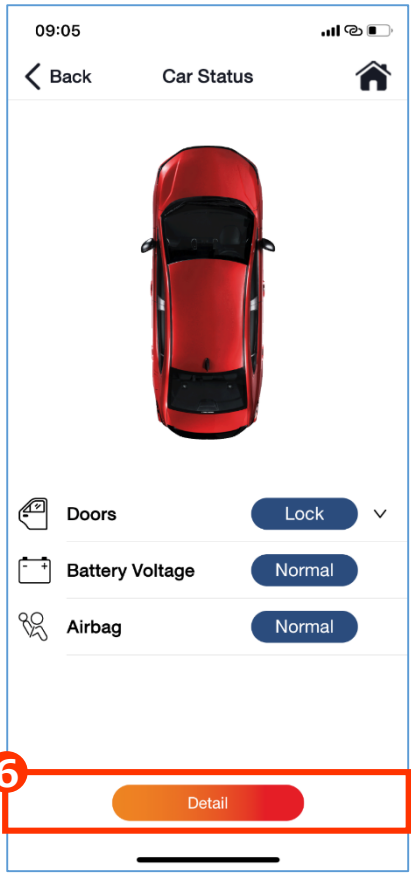 09:05
Back Car Status
Doors Lock
- +
Battery Voltage Normal
Airbag Normal
6
Detail